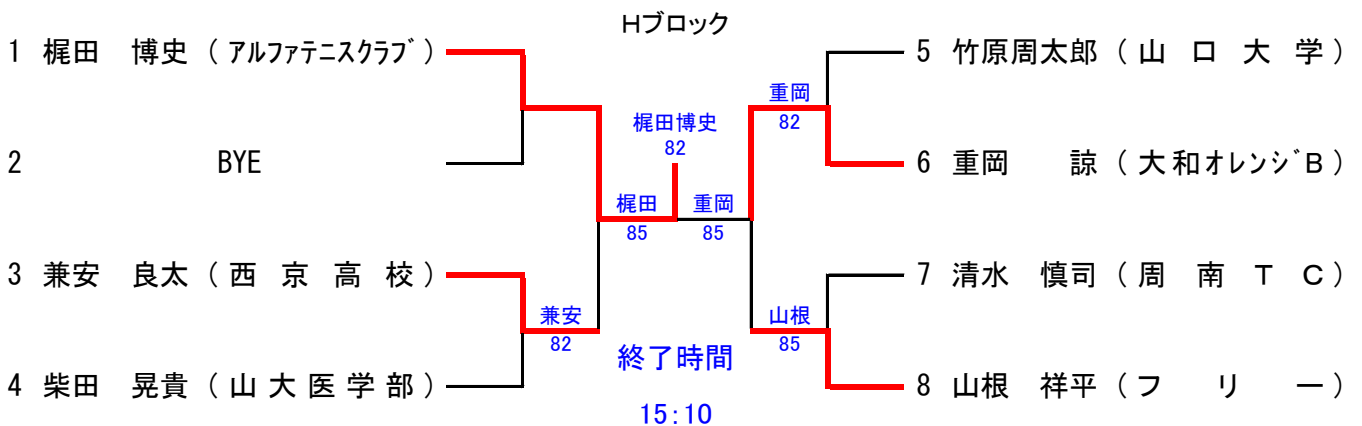 Hブロック
1 梶田 博史 (アルファテニスクラブ)
5 竹原周太郎 (山口大学)
重岡
82
梶田博史
82
2 BYE
6 重岡 諒 (大和オレンジB)
梶田 重岡
85 85
3 兼安 良太 (西京高校)
7 清水 慎司 (周南TC)
兼安
82
山根
85
終了時間
4 柴田 晃貴 (山大医学部)
8 山根 祥平 (フリー)
15:10